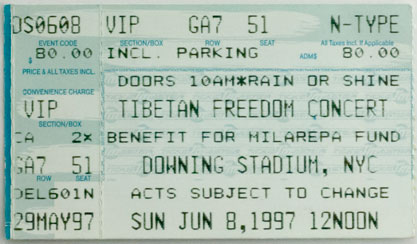 DS0608 VIP GA7 51 N-TYPE
EVENT CODE SECTION/BOX ROW SEAT All Taxes Incl. If Applicable
$ 80.00 INCL. PARKING ADM$ 80.00
PRICE & ALL TAXES INCL. DOORS 10AM*RAIN OR SHINE
CONVENIENCE CHARGE
VIP TIBETAN FREEDOM CONCERT
SECTION/BOX
CA 2X BENEFIT FOR MILAREPA FUND
GA7 51 DOWNING STADIUM, NYC
ROW SEAT
DEL601N ACTS SUBJECT TO CHANGE
29MAY97 SUN JUN 8,1997 12NOON